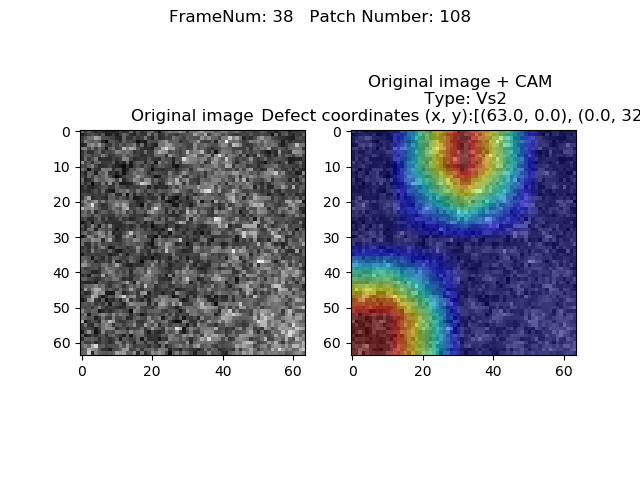 FrameNum: 38   Patch Number: 108
Original image + CAM
Type: Vs2
Original image
Defect coordinates (x, y):[(63.0, 0.0), (0.0, 32
0
10
20
30
40
50
60
0 20 40 60
0
10
20
30
40
50
60
0 20 40 60